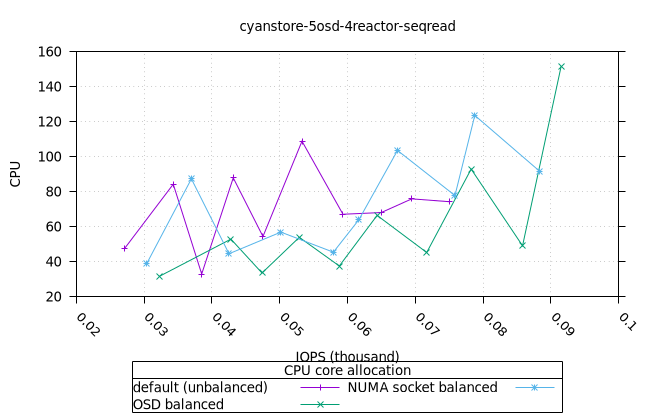 cyanstore-5osd-4reactor-seqread
160
140
120
100
80
60
40
20
CPU
0.02
0.03
0.04
0.05
0.06
0.07
0.08
0.09
0.1
IOPS (thousand)
CPU core allocation
default (unbalanced) NUMA socket balanced
OSD balanced